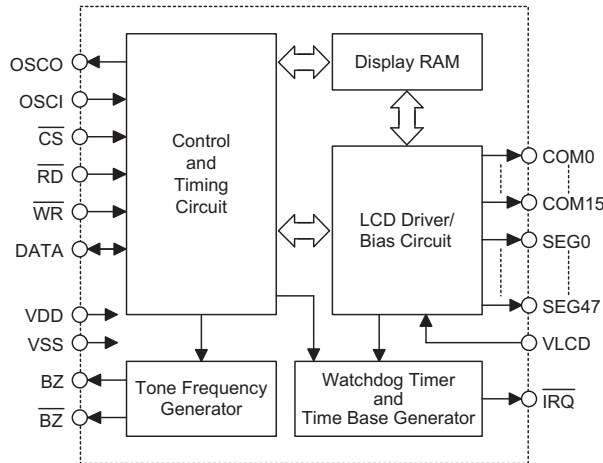 OSCO
OSCI
CS
RD
WR
DATA
VDD
VSS
BZ
BZ
Control
and
Timing
Circuit
Display RAM
LCD Driver/
Bias Circuit
Tone Frequency
Generator
Watchdog Timer
and
Time Base Generator
COM0
COM15
SEG0
SEG47
VLCD
IRQ